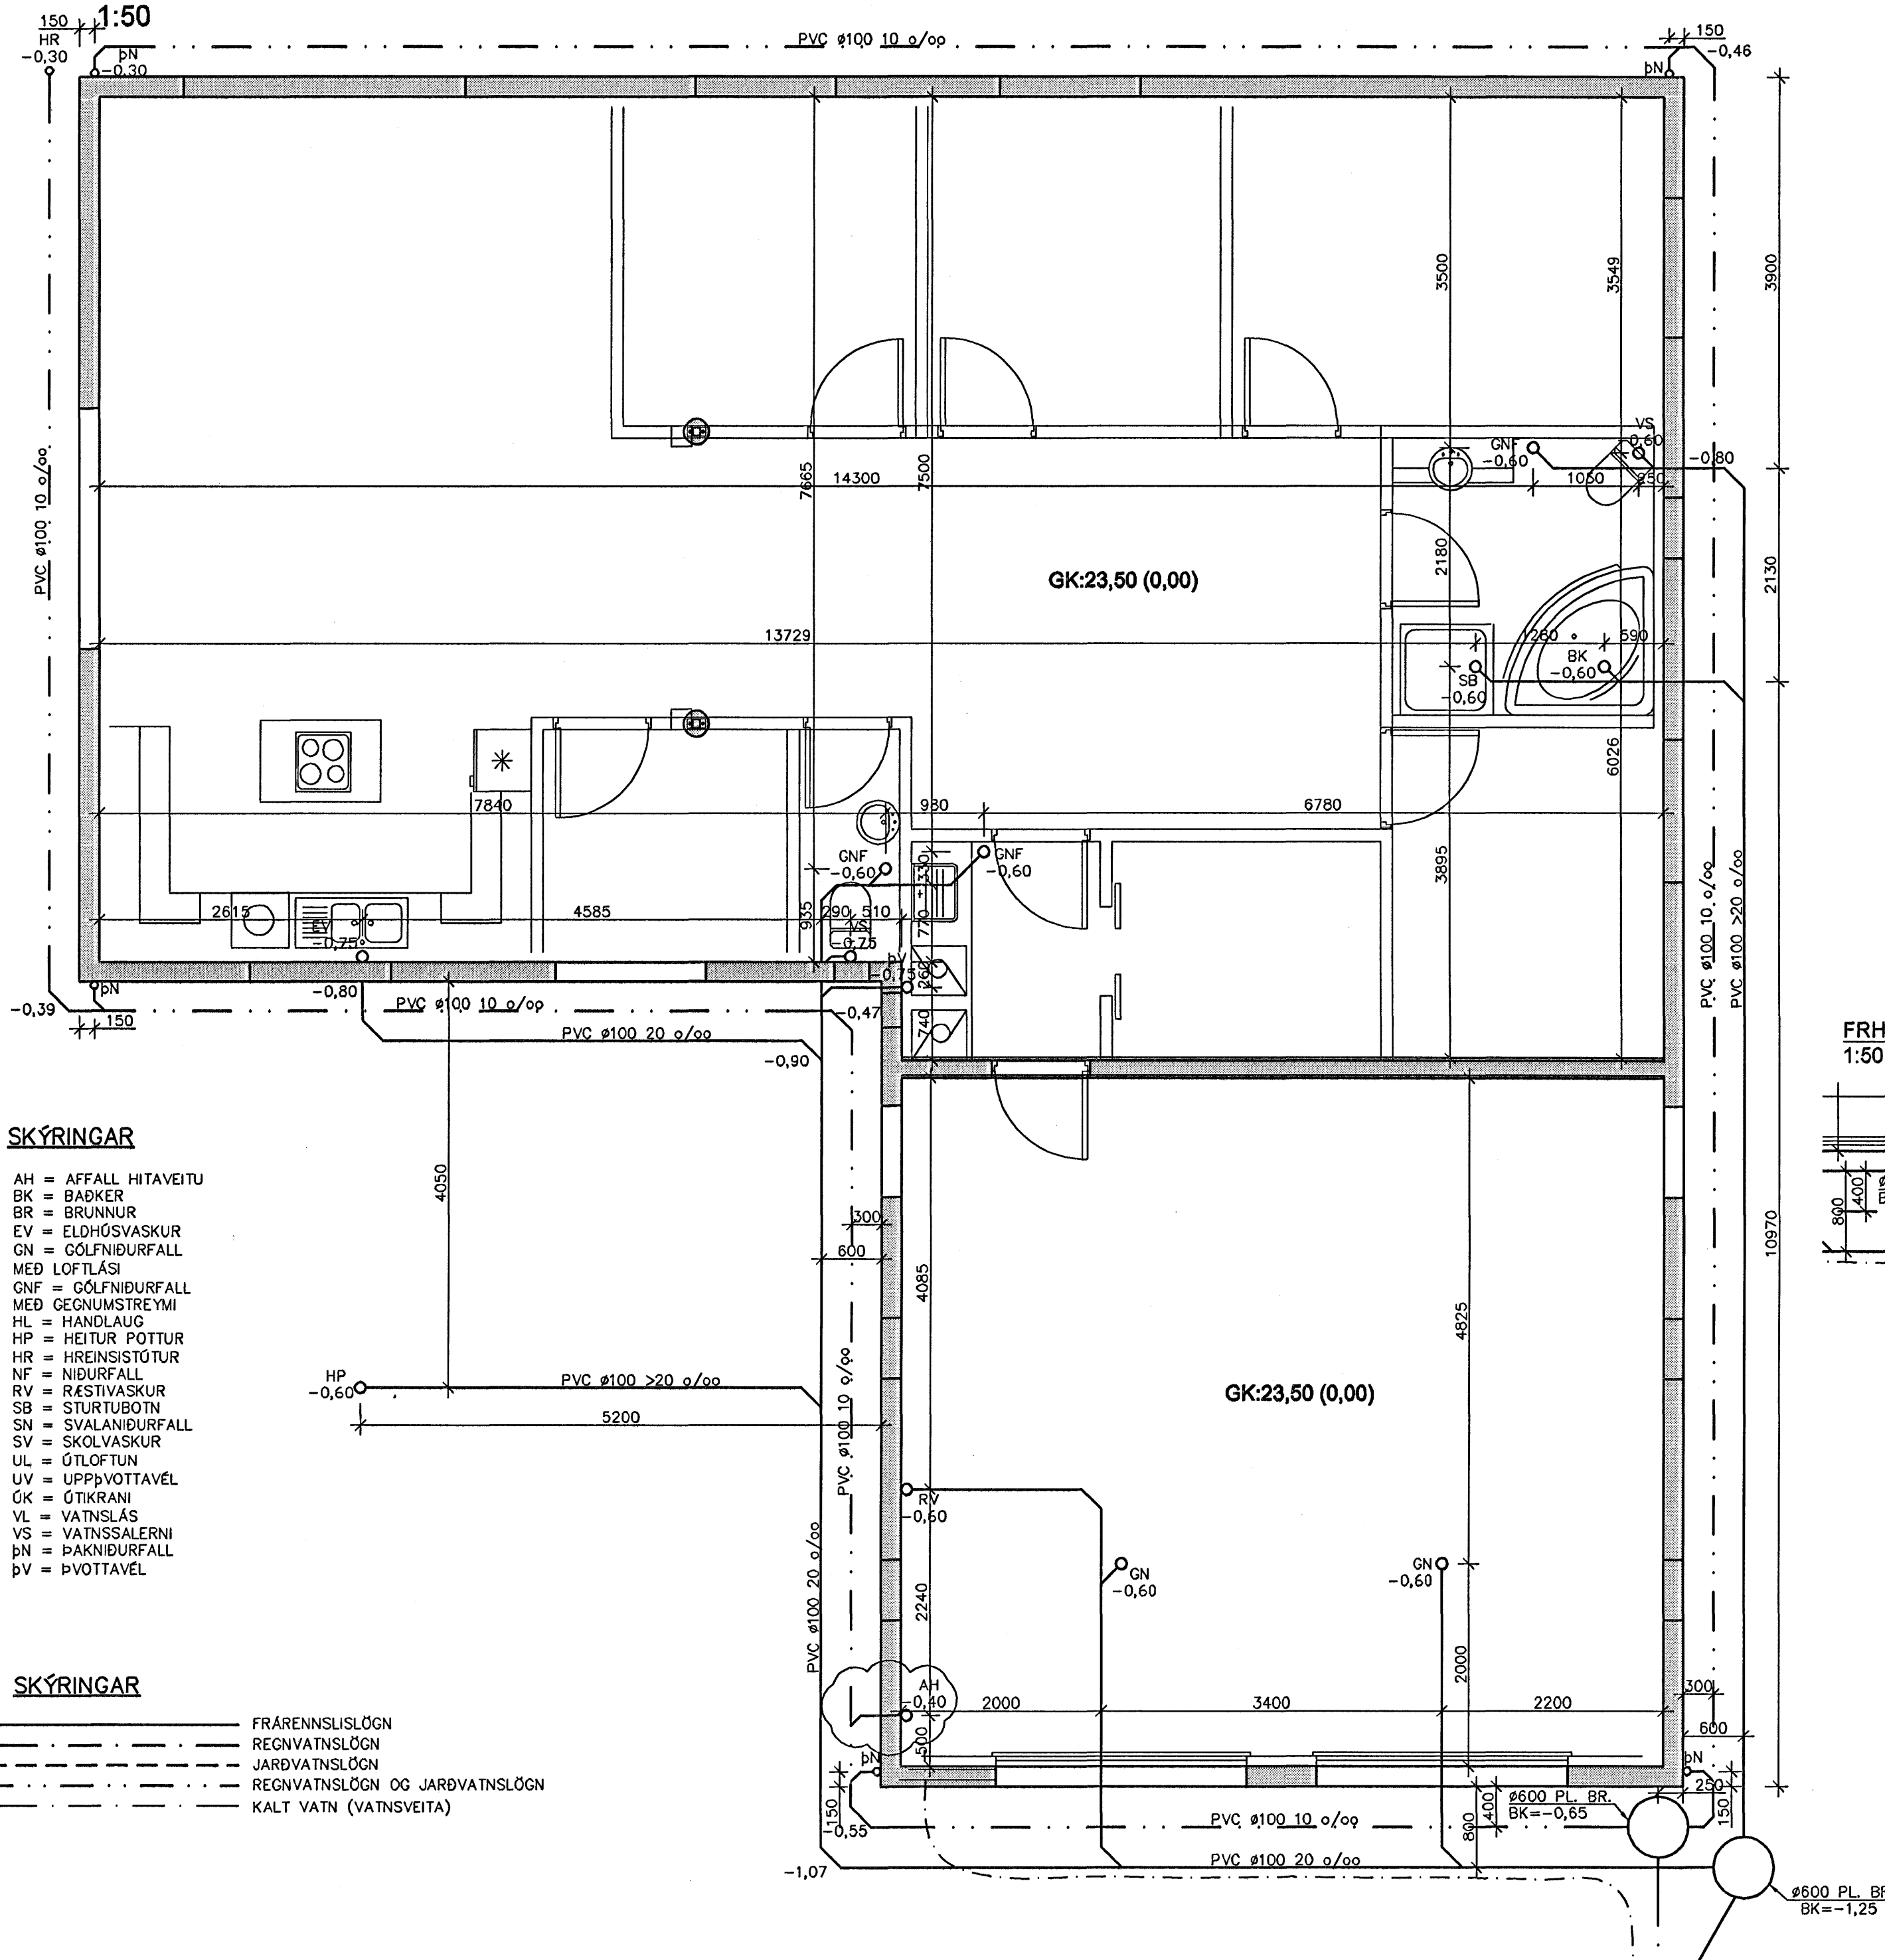 1:50
150
HR
-0,30
þN
-0.30
PVC ø100 10 o/oo
150
-0,46
þN
3500
3549
3900
VS
-0,60
GNF
-0,60
-0,80
14300
7665
7500
1050
250
PVC ø100 10 o/oo
2180
2130
GK:23,50 (0,00)
13729
1280
590
BK
-0,60
SB
-0,60
6026
7840
980
6780
GNF
-0,60
GNF
-0,60
330
3895
2615
4585
935
290
510
770
EV
-0,75
VS
-0,75
þV
-0,75
260
-0,80
þN
-0,39
150
PVC ø100 10 o/oo
-0,47
740
PVC ø100 20 o/oo
-0,90
PVC ø100 10 o/oo
PVC ø100 >20 o/oo
FRH
1:50
800
400
10970
SKÝRINGAR
AH = AFFALL HITAVEITU
BK = BAÐKER
BR = BRUNNUR
EV = ELDHÚSVASKUR
GN = GÓLFNIÐURFALL
MEÐ LOFTLÁSI
GNF = GÓLFNIÐURFALL
MEÐ GEGNUMSTREYMI
HL = HANDLAUG
HP = HEITUR POTTUR
HR = HREINSISTÚTUR
NF = NIÐURFALL
RV = RÆSTIVASKUR
SB = STURTUBOTN
SN = SVALANIÐURFALL
SV = SKOLVASKUR
UL = ÚTLOFTUN
UV = UPPÞVOTTAVÉL
ÚK = ÚTIKRANI
VL = VATNSLÁS
VS = VATNSSALERNI
þN = ÞAKNIÐURFALL
þV = ÞVOTTAVÉL
4050
300
600
4085
4825
HP
-0,60
PVC ø100 >20 o/oo
5200
PVC ø100 10 o/oo
GK:23,50 (0,00)
RV
-0,60
GN
-0,60
GN
-0,60
PVC ø100 20 o/oo
2240
2000
SKÝRINGAR
FRÁRENNSLISLÖGN
REGNVATNSLÖGN
JARÐVATNSLÖGN
REGNVATNSLÖGN OG JARÐVATNSLÖGN
KALT VATN (VATNSVEITA)
AH
-0,40
2000
3400
2200
300
600
500
þN
þN
250
150
150
-0,55
PVC ø100 10 o/oo
800
400
ø600 PL. BR.
BK=-0,65
-1,07
PVC ø100 20 o/oo
ø600 PL. BR
BK=-1,25